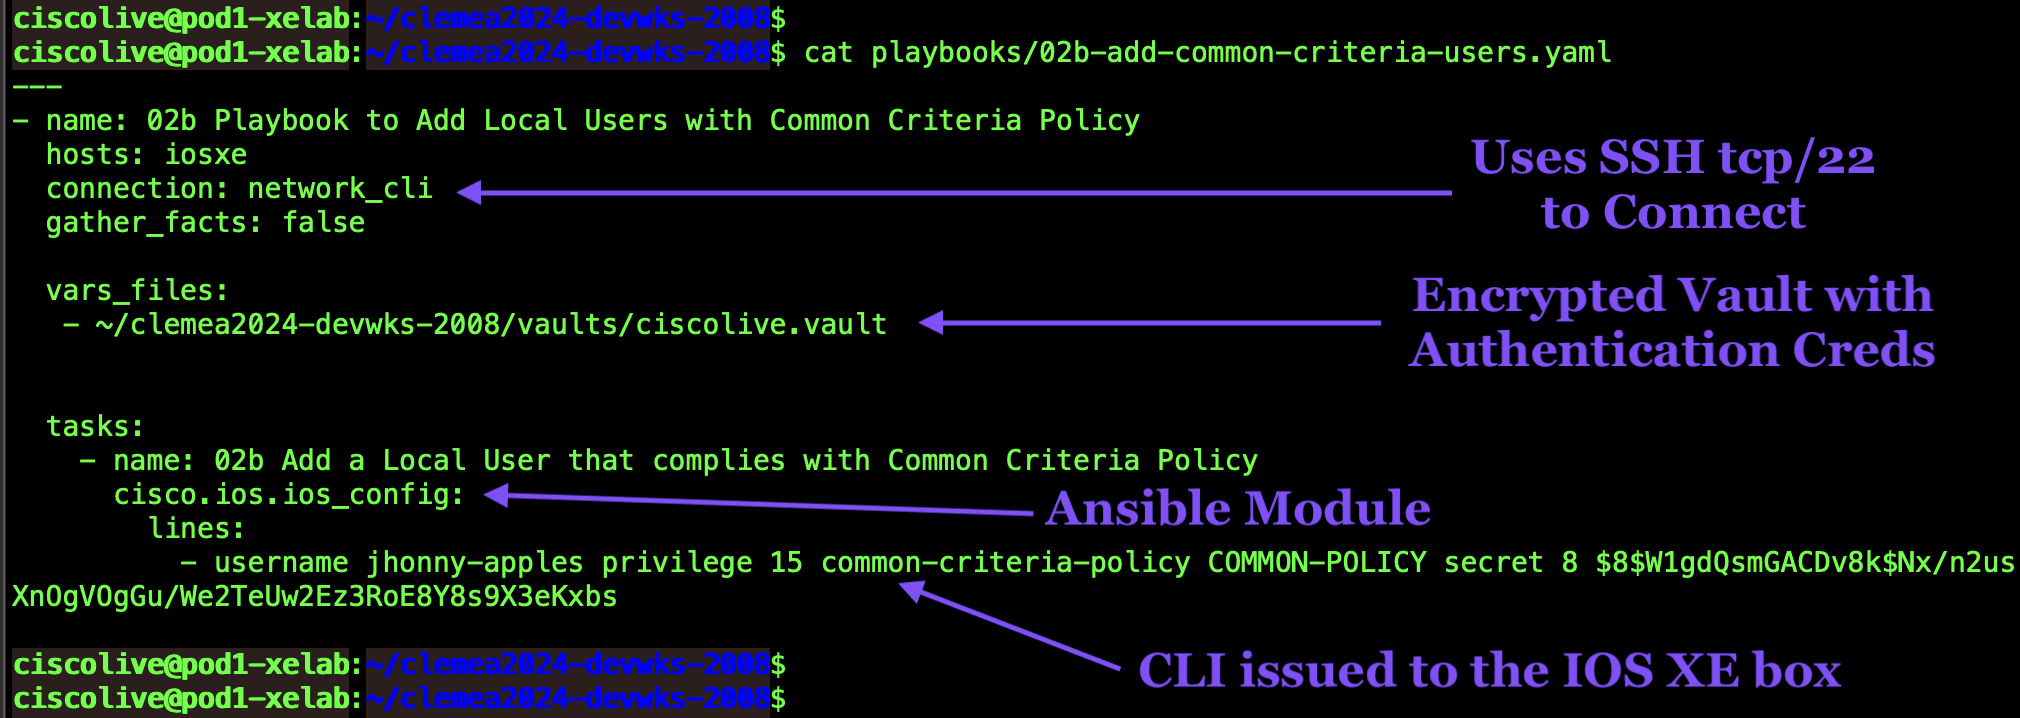 ciscolive@pod1-xelab:~/clemea2024-devwks-2008$
ciscolive@pod1-xelab:~/clemea2024-devwks-2008$ cat playbooks/02b-add-common-criteria-users.yaml
---
- name: 02b Playbook to Add Local Users with Common Criteria Policy
  hosts: iosxe
  connection: network_cli
  gather_facts: false
Uses SSH tcp/22
to Connect
  vars_files:
   - ~/clemea2024-devwks-2008/vaults/ciscolive.vault
Encrypted Vault with
Authentication Creds
  tasks:
    - name: 02b Add a Local User that complies with Common Criteria Policy
      cisco.ios.ios_config:
Ansible Module
        lines:
          - username jhonny-apples privilege 15 common-criteria-policy COMMON-POLICY secret 8 $8$W1gdQsmGACDv8k$Nx/n2us
XnOgVOgGu/We2TeUw2Ez3RoE8Y8s9X3eKxbs
CLI issued to the IOS XE box
ciscolive@pod1-xelab:~/clemea2024-devwks-2008$
ciscolive@pod1-xelab:~/clemea2024-devwks-2008$